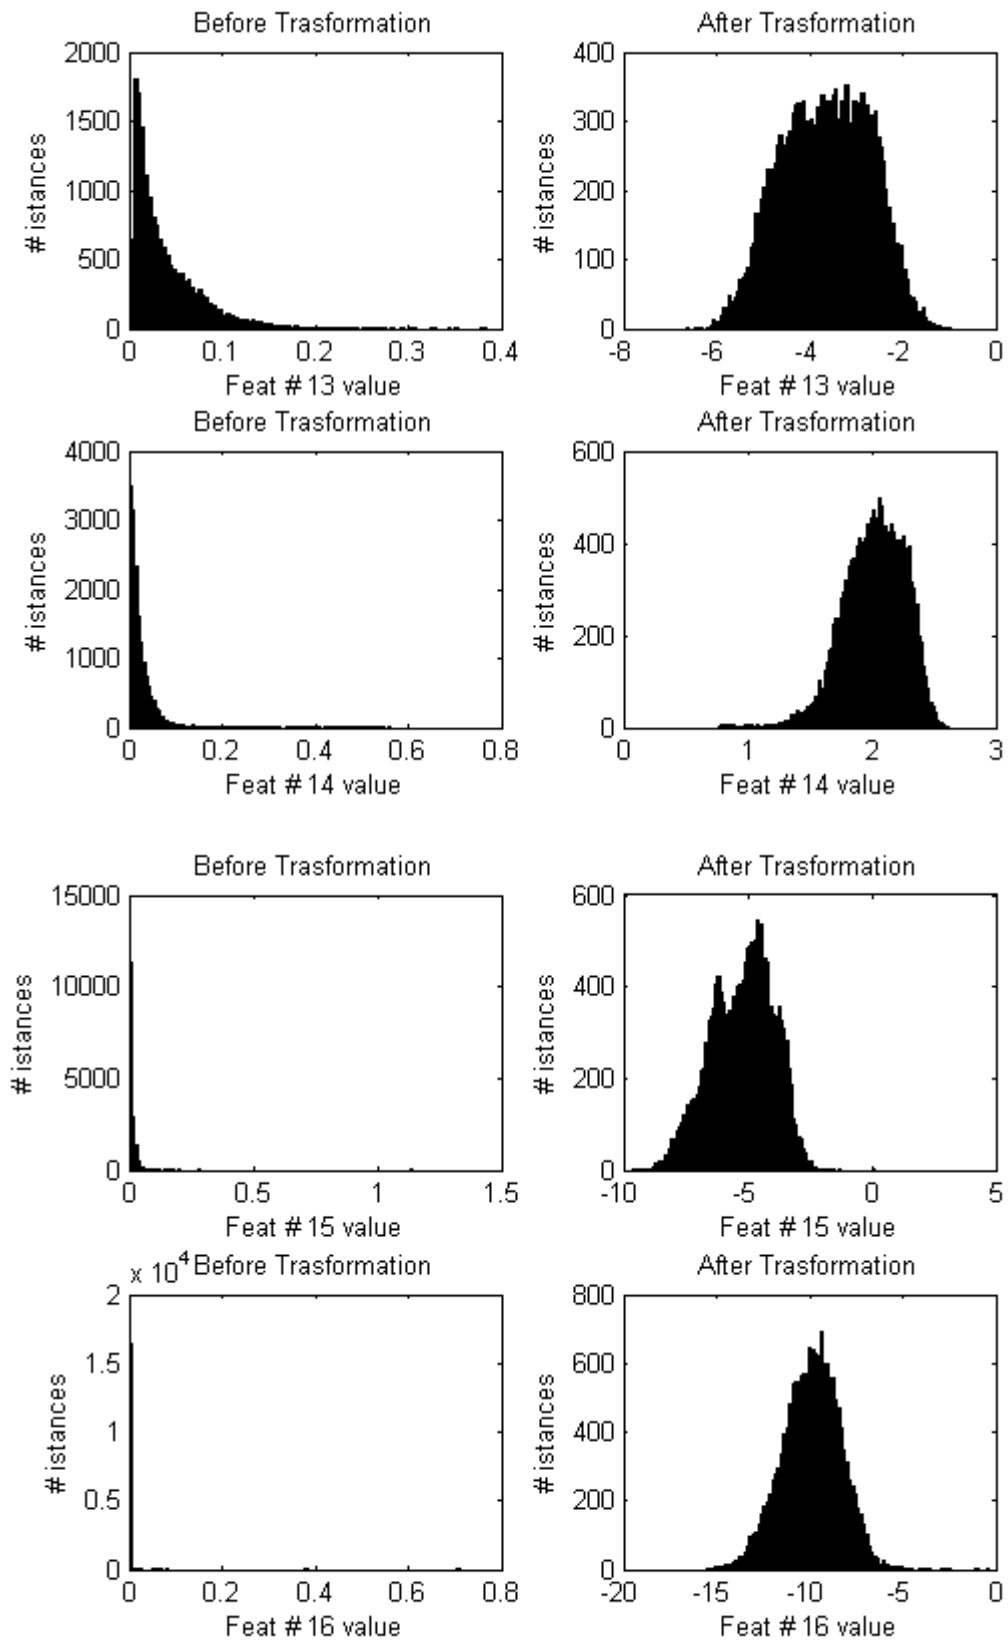 Before Trasformation
2000
1500
1000
500
0
0 0.1 0.2 0.3 0.4
# istances
Feat # 13 value
After Trasformation
400
300
200
100
0
-8 -6 -4 -2 0
# istances
Feat # 13 value
Before Trasformation
4000
3000
2000
1000
0
0 0.2 0.4 0.6 0.8
# istances
Feat # 14 value
After Trasformation
600
400
200
0
0 1 2 3
# istances
Feat # 14 value
Before Trasformation
15000
10000
5000
0
0 0.5 1 1.5
# istances
Feat # 15 value
After Trasformation
600
400
200
0
-10 -5 0 5
# istances
Feat # 15 value
x 10^4 Before Trasformation
2
1.5
1
0.5
0
0 0.2 0.4 0.6 0.8
# istances
Feat # 16 value
After Trasformation
800
600
400
200
0
-20 -15 -10 -5 0
# istances
Feat # 16 value